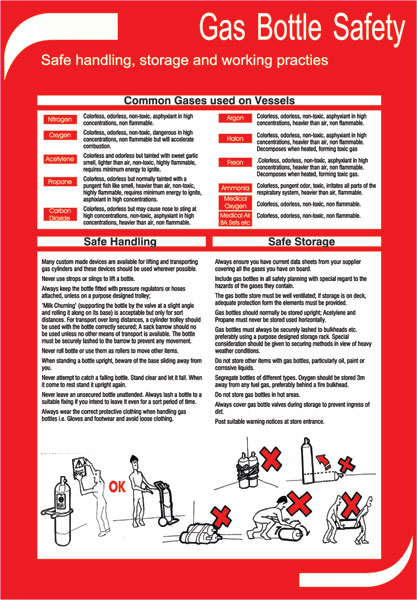 Gas Bottle Safety
Safe handling, storage and working practies
Common Gases used on Vessels
Nitrogen
Colorless, odorless, non-toxic, asphyxiant in high
concentrations, non flammable.
Oxygen
Colorless, odorless, non-toxic, dangerous in high
concentrations, non flammable but will accelerate
combustion.
Acetylene
Colorless and odorless but tainted with sweet garlic
smell, lighter than air, non-toxic, highly flammable,
requires minimum energy to ignite.
Propane
Colorless, odorless but normally tainted with a
pungent fish like smell, heavier than air, non-toxic,
highly flammable, requires minimum energy to ignite,
asphixiant in high concentrations.
Carbon
Dioxide
Colorless, odorless but may cause nose to sting at
high concentrations, non-toxic, asphyxiant in high
concentrations, heavier than air, non flammable.
Argon
Colorless, odorless, non-toxic, asphyxiant in high
concentrations, heavier than air, non flammable.
Halon
Colorless, odorless, non-toxic, asphyxiant in high
concentrations, heavier than air, non flammable.
Decomposes when heated, forming toxic gas
Freon
.Colorless, odorless, non-toxic, asphyxiant in high
concentrations, heavier than air, non flammable.
Decomposes when heated, forming toxic gas.
Ammonia
Colorless, pungent odor, toxic, irritates all parts of the
respiratory system, heavier than air, flammable.
Medical
Oxygen
Colorless, odorless, non-toxic, non flammable.
Medical Air
BA Sets etc
Colorless, odorless, non-toxic, non flammable.
Safe Handling
Many custom made devices are available for lifting and transporting
gas cylinders and these devices should be used wherever possible.
Never use strops or slings to lift a bottle.
Always keep the bottle fitted with pressure regulators or hoses
attached, unless on a purpose designed trolley;
'Milk Churning' (supporting the bottle by the valve at a slight angle
and rolling it along on its base) is acceptable but only for sort
distances. For transport over long distances, a cylinder trolley should
be used with the bottle correctly secured; A sack barrow should no
be used unless no other means of transport is available. The bottle
must be securely lashed to the barrow to prevent any movement.
Never roll bottle or use them as rollers to move other items.
When standing a bottle upright, beware of the base sliding away from
you.
Never attempt to catch a falling bottle. Stand clear and let it fall. When
it come to rest stand it upright again.
Never leave an unsecured bottle unattended. Always lash a bottle to a
suitable fixing if you intend to leave it even for a sort period of time.
Always wear the correct protective clothing when handling gas
bottles i.e. Gloves and footwear and avoid loose clothing.
Safe Storage
Always ensure you have current data sheets from your supplier
covering all the gases you have on board.
Include gas bottles in all safety planning with special regard to the
hazards of the gases they contain.
The gas bottle store must be well ventilated; if storage is on deck,
adequate protection form the elements must be provided.
Gas bottles should normally be stored upright; Acetylene and
Propane must never be stored used horizontally.
Gas bottles must always be securely lashed to bulkheads etc.
preferably using a purpose designed storage rack. Special
consideration should be given to securing methods in view of heavy
weather conditions.
Do not store other items with gas bottles, particularly oil, paint or
corrosive liquids.
Segregate bottles of different types. Oxygen should be stored 3m
away from any fuel gas, preferably behind a fire bulkhead.
Do not store gas bottles in hot areas.
Always cover gas bottle valves during storage to prevent ingress of
dirt.
Post suitable warning notices at store entrance.
OK